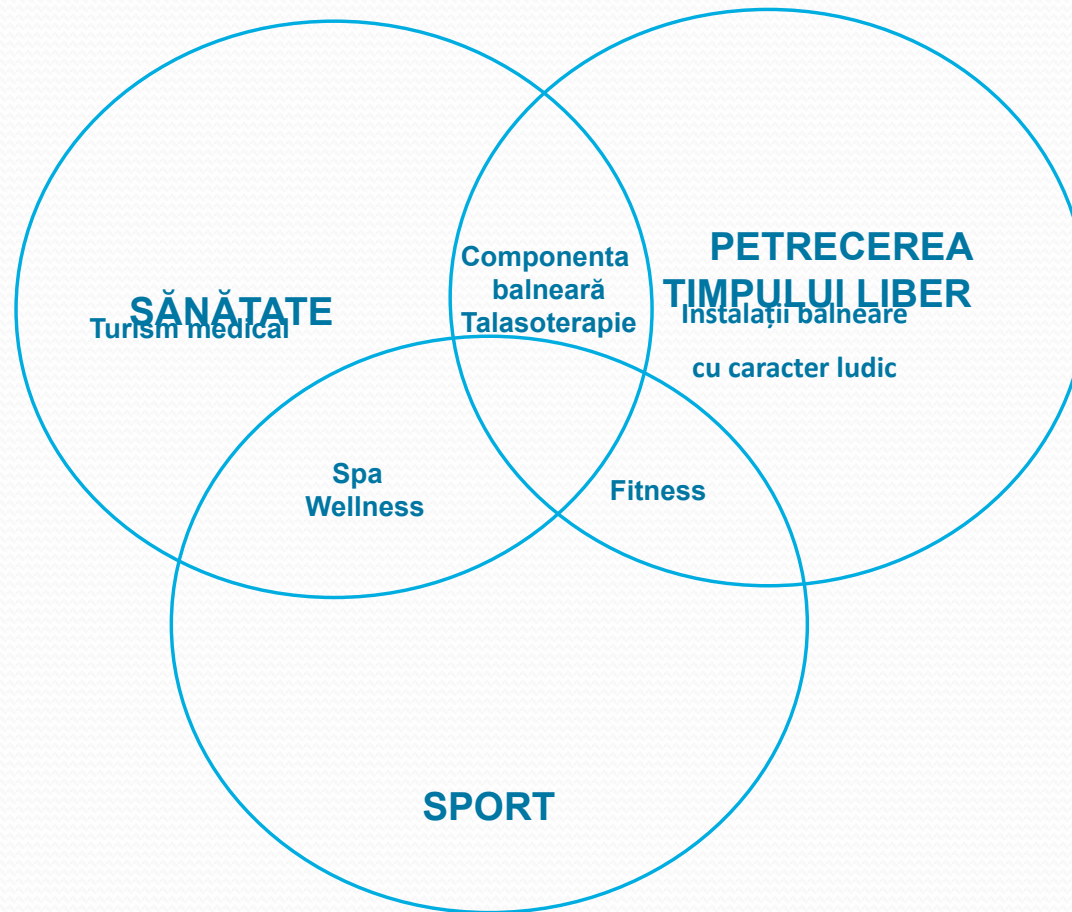 SĂNĂTATE
Turism medical
Componenta
balneară
Talasoterapie
PETRECEREA
TIMPULUI LIBER
Instalații balneare
cu caracter ludic
Spa
Wellness
Fitness
SPORT